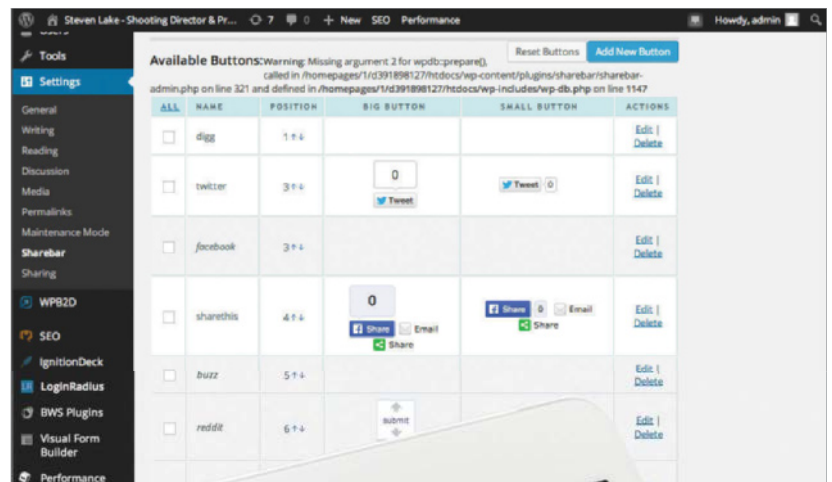 Steven Lake - Shooting Director & Pr... 7 0 + New SEO Performance Howdy, admin
Users
Tools
Settings
General
Writing
Reading
Discussion
Media
Permalinks
Maintenance Mode
Sharebar
Sharing
WPB2D
SEO
IgnitionDeck
LoginRadius
BWS Plugins
Visual Form
Builder
Performance
Reset Buttons Add New Button
Available Buttons: Warning: Missing argument 2 for wpdb::prepare(),
called in /homepages/1/d391898127/htdocs/wp-content/plugins/sharebar/sharebar-
admin.php on line 321 and defined in /homepages/1/d391898127/htdocs/wp-includes/wp-db.php on line 1147
ALL NAME POSITION BIG BUTTON SMALL BUTTON ACTIONS
digg 1↑↓ Edit |
Delete
twitter 3↑↓ 0 Tweet Tweet 0 Edit |
Delete
facebook 3↑↓ Edit |
Delete
sharethis 4↑↓ 0 Share Email Share Share 0 Email Share Edit |
Delete
buzz 5↑↓ Edit |
Delete
reddit 6↑↓ submit Edit |
Delete